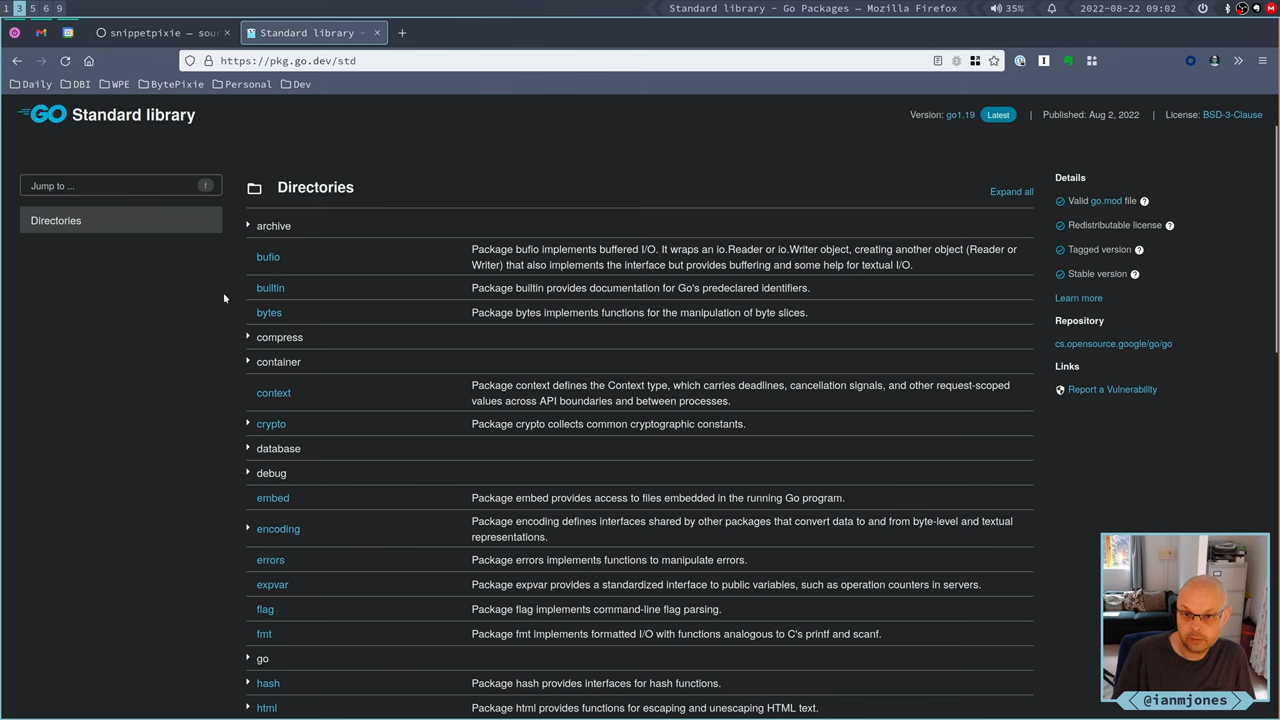 1 3 5 6 9
Standard library - Go Packages — Mozilla Firefox
35%
2022-08-22 09:02
snippetpixie — sour
Standard library -
https://pkg.go.dev/std
Daily
DBI
WPE
BytePixie
Personal
Dev
GO Standard library
Version: go1.19 Latest | Published: Aug 2, 2022 | License: BSD-3-Clause
Jump to ...
f
Directories
Directories
Expand all
archive
bufio
Package bufio implements buffered I/O. It wraps an io.Reader or io.Writer object, creating another object (Reader or
Writer) that also implements the interface but provides buffering and some help for textual I/O.
builtin
Package builtin provides documentation for Go's predeclared identifiers.
bytes
Package bytes implements functions for the manipulation of byte slices.
compress
container
context
Package context defines the Context type, which carries deadlines, cancellation signals, and other request-scoped
values across API boundaries and between processes.
crypto
Package crypto collects common cryptographic constants.
database
debug
embed
Package embed provides access to files embedded in the running Go program.
encoding
Package encoding defines interfaces shared by other packages that convert data to and from byte-level and textual
representations.
errors
Package errors implements functions to manipulate errors.
expvar
Package expvar provides a standardized interface to public variables, such as operation counters in servers.
flag
Package flag implements command-line flag parsing.
fmt
Package fmt implements formatted I/O with functions analogous to C's printf and scanf.
go
hash
Package hash provides interfaces for hash functions.
html
Package html provides functions for escaping and unescaping HTML text.
Details
Valid go.mod file
Redistributable license
Tagged version
Stable version
Learn more
Repository
cs.opensource.google/go/go
Links
Report a Vulnerability
@ianmjones